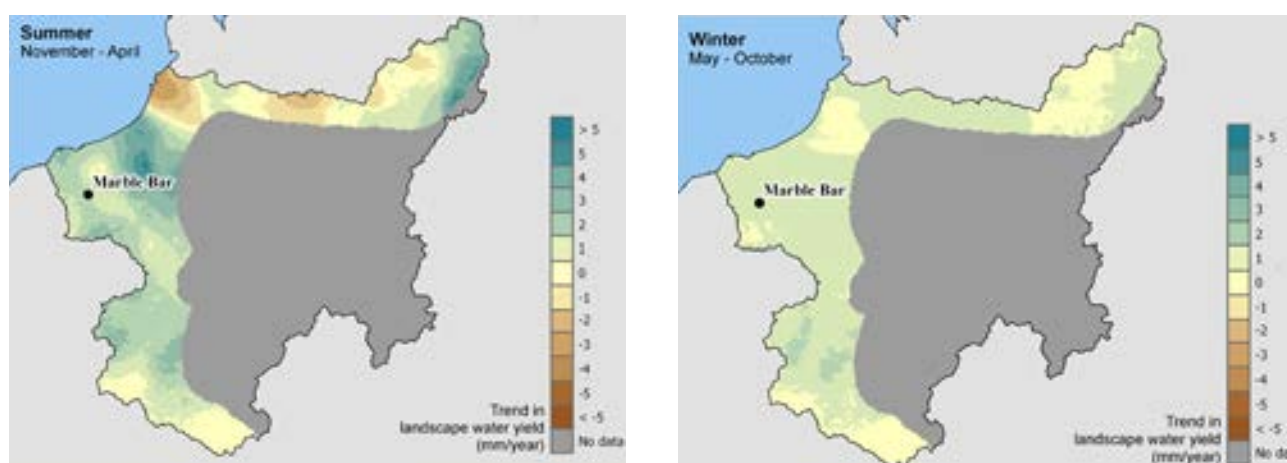 Summer
November - April
Marble Bar
> 5
5
4
3
2
1
0
-1
-2
-3
-4
-5
< -5
No data
Trend in
landscape water yield
(mm/year)
Winter
May - October
Marble Bar
> 5
5
4
3
2
1
0
-1
-2
-3
-4
-5
< -5
No data
Trend in
landscape water yield
(mm/year)